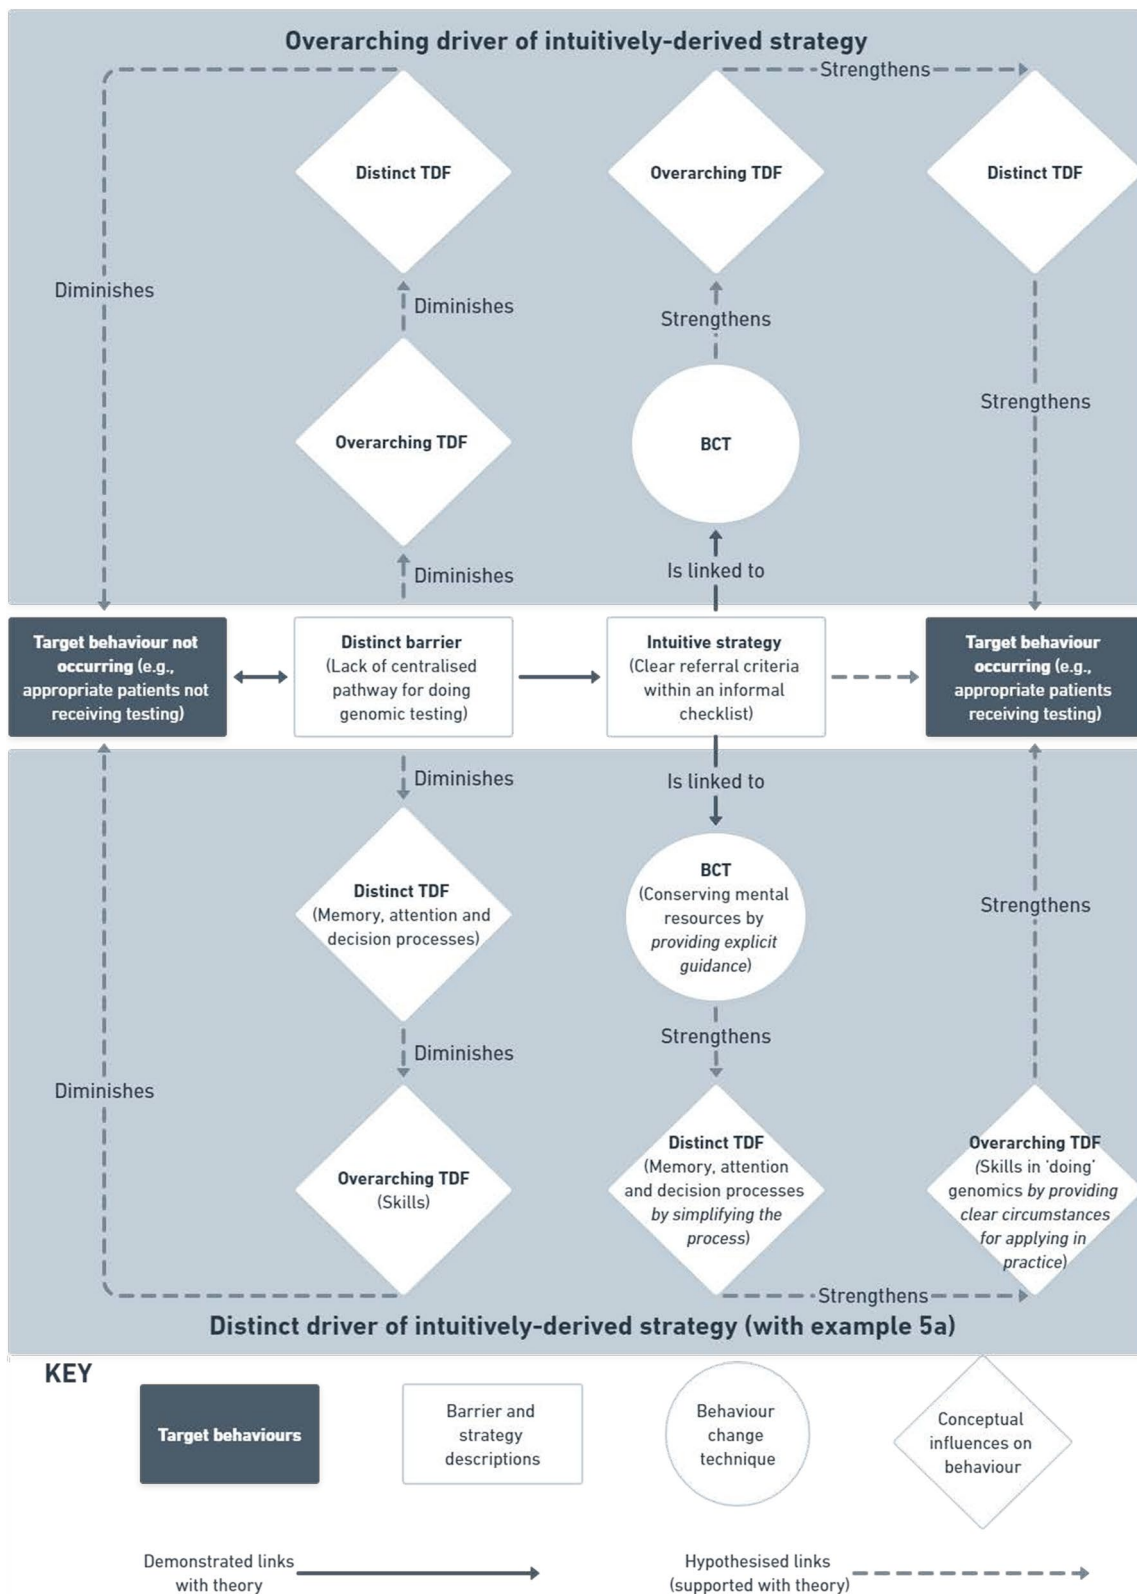 Overarching driver of intuitively-derived strategy
Strengthens
Distinct TDF
Overarching TDF
Distinct TDF
Diminishes
Diminishes
Strengthens
Strengthens
Overarching TDF
BCT
Diminishes
Is linked to
Target behaviour not
occurring (e.g.,
appropriate patients not
receiving testing)
Distinct barrier
(Lack of centralised
pathway for doing
genomic testing)
Intuitive strategy
(Clear referral criteria
within an informal
checklist)
Target behaviour
occurring (e.g.,
appropriate patients
receiving testing)
Diminishes
Is linked to
Distinct TDF
(Memory, attention and
decision processes)
BCT
(Conserving mental
resources by
providing explicit
guidance)
Strengthens
Diminishes
Strengthens
Diminishes
Overarching TDF
(Skills)
Distinct TDF
(Memory, attention
and decision processes
by simplifying the
process)
Overarching TDF
(Skills in ‘doing’
genomics by providing
clear circumstances
for applying in
practice)
Strengthens
Distinct driver of intuitively-derived strategy (with example 5a)
KEY
Target behaviours
Barrier and
strategy
descriptions
Behaviour
change
technique
Conceptual
influences on
behaviour
Demonstrated links
with theory
Hypothesised links
(supported with theory)